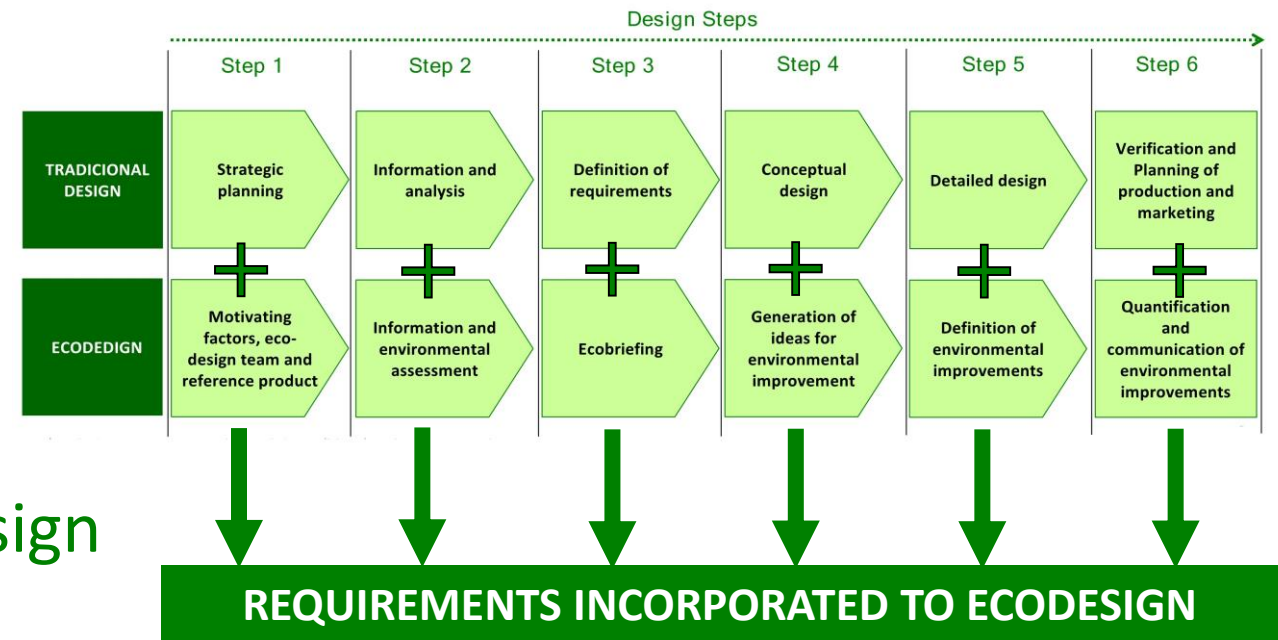 Design Steps
Step 1
Step 2
Step 3
Step 4
Step 5
Step 6
TRADICIONAL
DESIGN
Strategic
planning
Information and
analysis
Definition of
requirements
Conceptual
design
Detailed design
Verification and
Planning of
production and
marketing
ECODEDIGN
Motivating
factors, eco-
design team and
reference product
Information and
environmental
assessment
Ecobriefing
Generation of
ideas for
environmental
improvement
Definition of
environmental
improvements
Quantification
and
communication of
environmental
improvements
sign
REQUIREMENTS INCORPORATED TO ECODESIGN